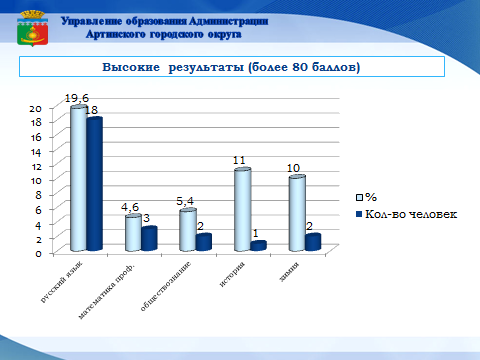 Управление образования Администрации
Артинского городского округа
Высокие результаты (более 80 баллов)
20
18
16
14
12
10
8
6
4
2
0
19,6
18
4,6
3
5,4
2
11
1
10
2
русский язык
математика проф.
обществознание
история
химия
%
Кол-во человек